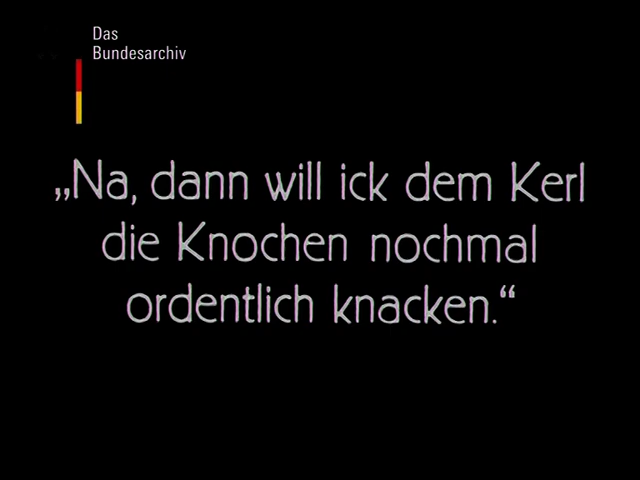 Das
Bundesarchiv
„Na, dann will ick dem Kerl
die Knochen nochmal
ordentlich knacken.“